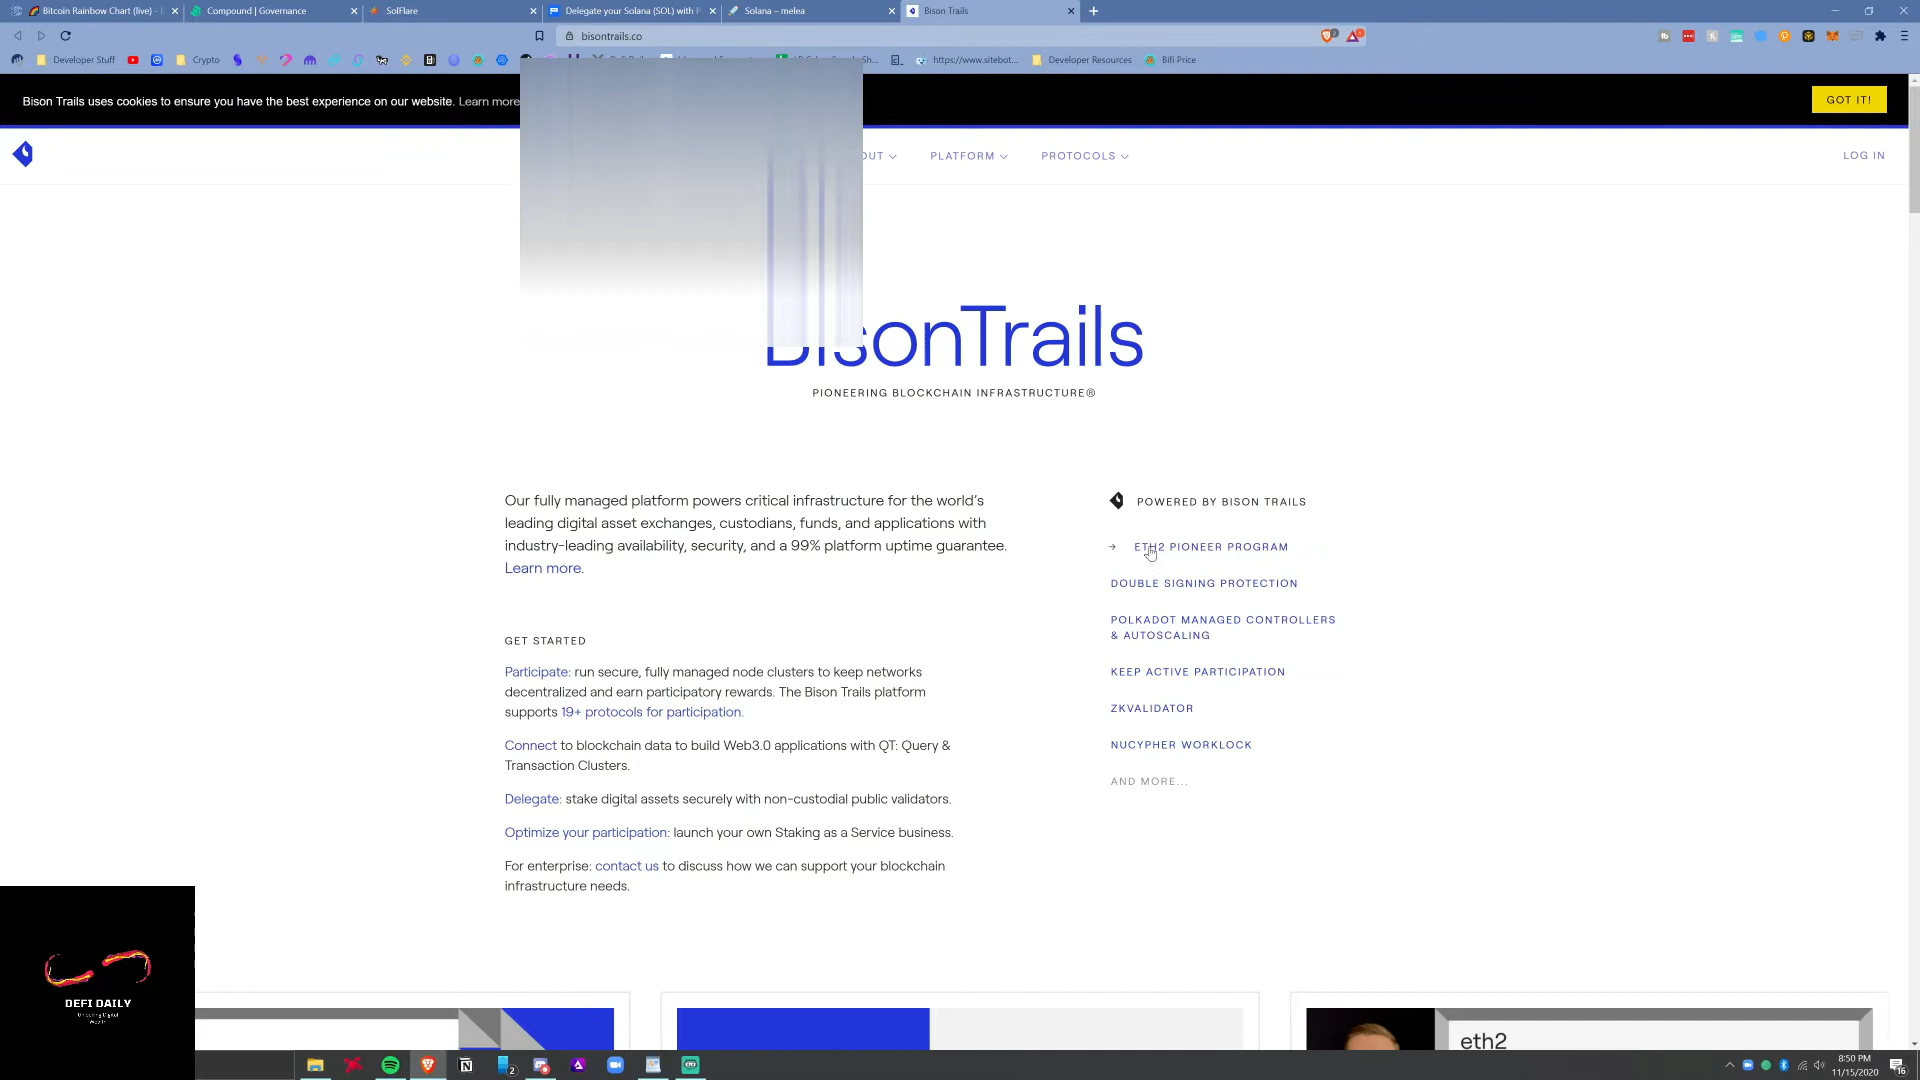 Bitcoin Rainbow Chart (live) -
Compound | Governance
SolFlare
Delegate your Solana (SOL) with
Solana – melea
Bison Trails
bisontrails.co
Developer Stuff
Crypto
https://www.sitebot...
Developer Resources
Bifi Price
Bison Trails uses cookies to ensure you have the best experience on our website. Learn more
GOT IT!
OUT
PLATFORM
PROTOCOLS
LOG IN
BisonTrails
PIONEERING BLOCKCHAIN INFRASTRUCTURE®
Our fully managed platform powers critical infrastructure for the world's
leading digital asset exchanges, custodians, funds, and applications with
industry-leading availability, security, and a 99% platform uptime guarantee.
Learn more.
GET STARTED
Participate: run secure, fully managed node clusters to keep networks
decentralized and earn participatory rewards. The Bison Trails platform
supports 19+ protocols for participation.
Connect to blockchain data to build Web3.0 applications with QT: Query &
Transaction Clusters.
Delegate: stake digital assets securely with non-custodial public validators.
Optimize your participation: launch your own Staking as a Service business.
For enterprise: contact us to discuss how we can support your blockchain
infrastructure needs.
POWERED BY BISON TRAILS
→ ETH2 PIONEER PROGRAM
DOUBLE SIGNING PROTECTION
POLKADOT MANAGED CONTROLLERS
& AUTOSCALING
KEEP ACTIVE PARTICIPATION
ZKVALIDATOR
NUCYPHER WORKLOCK
AND MORE...
eth2
DEFI DAILY
Unlocking Digital
Wealth
8:50 PM
11/15/2020